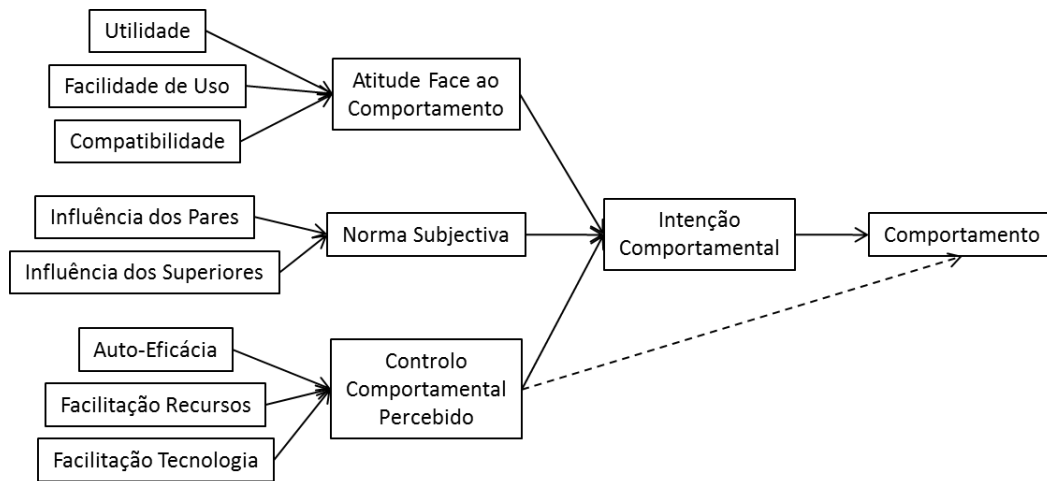 Utilidade
Facilidade de Uso
Compatibilidade
Atitude Face ao
Comportamento
Influência dos Pares
Influência dos Superiores
Norma Subjectiva
Auto-Eficácia
Facilitação Recursos
Facilitação Tecnologia
Controlo
Comportamental
Percebido
Intenção
Comportamental
Comportamento